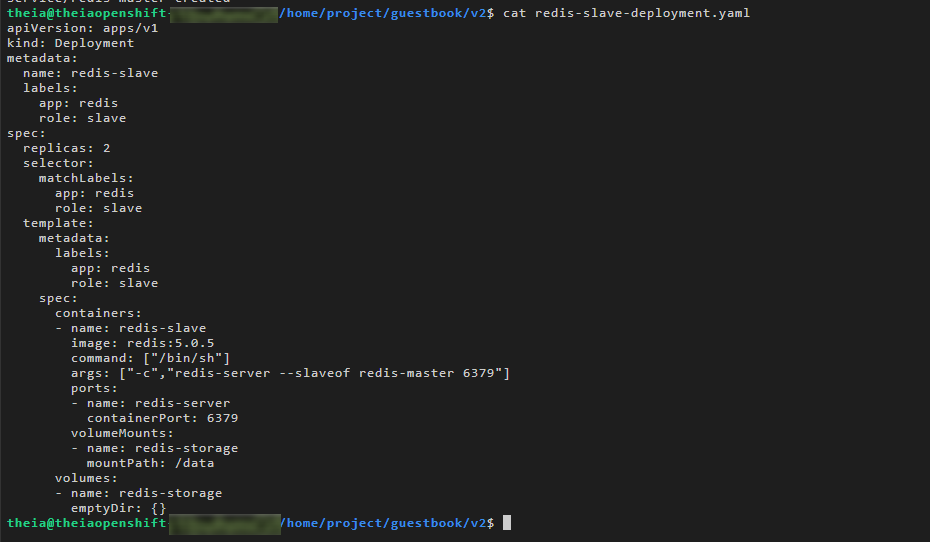 service/redis-master created
theia@theiaopenshift- /home/project/guestbook/v2$ cat redis-slave-deployment.yaml
apiVersion: apps/v1
kind: Deployment
metadata:
  name: redis-slave
  labels:
    app: redis
    role: slave
spec:
  replicas: 2
  selector:
    matchLabels:
      app: redis
      role: slave
  template:
    metadata:
      labels:
        app: redis
        role: slave
    spec:
      containers:
      - name: redis-slave
        image: redis:5.0.5
        command: ["/bin/sh"]
        args: ["-c","redis-server --slaveof redis-master 6379"]
        ports:
        - name: redis-server
          containerPort: 6379
        volumeMounts:
        - name: redis-storage
          mountPath: /data
      volumes:
      - name: redis-storage
        emptyDir: {}
theia@theiaopenshift- /home/project/guestbook/v2$